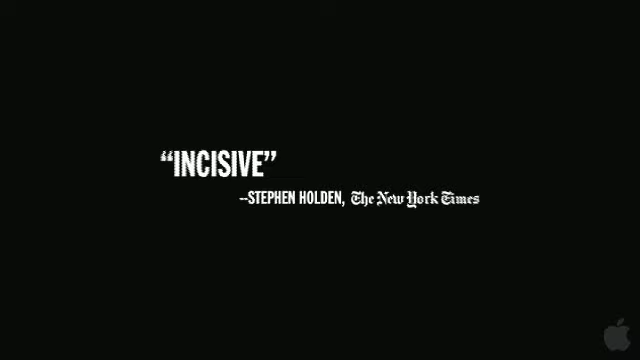 “INCISIVE”
--STEPHEN HOLDEN, The New York Times